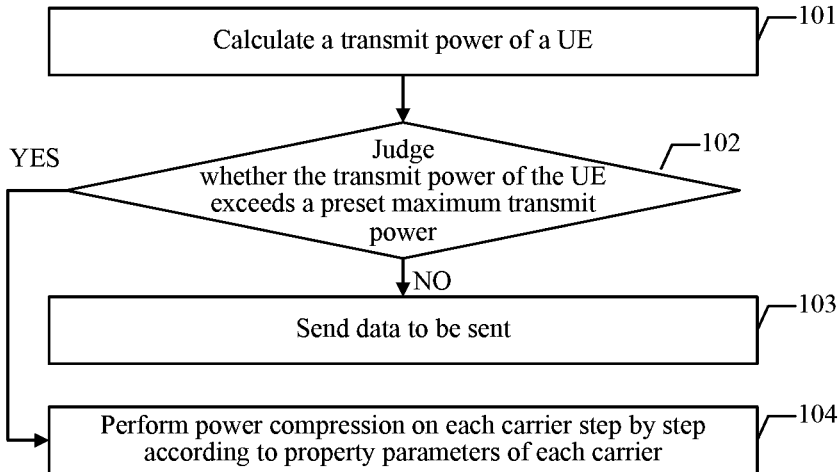 Calculate a transmit power of a UE
101
Judge
whether the transmit power of the UE
exceeds a preset maximum transmit
power
102
YES
NO
Send data to be sent
103
Perform power compression on each carrier step by step
according to property parameters of each carrier
104